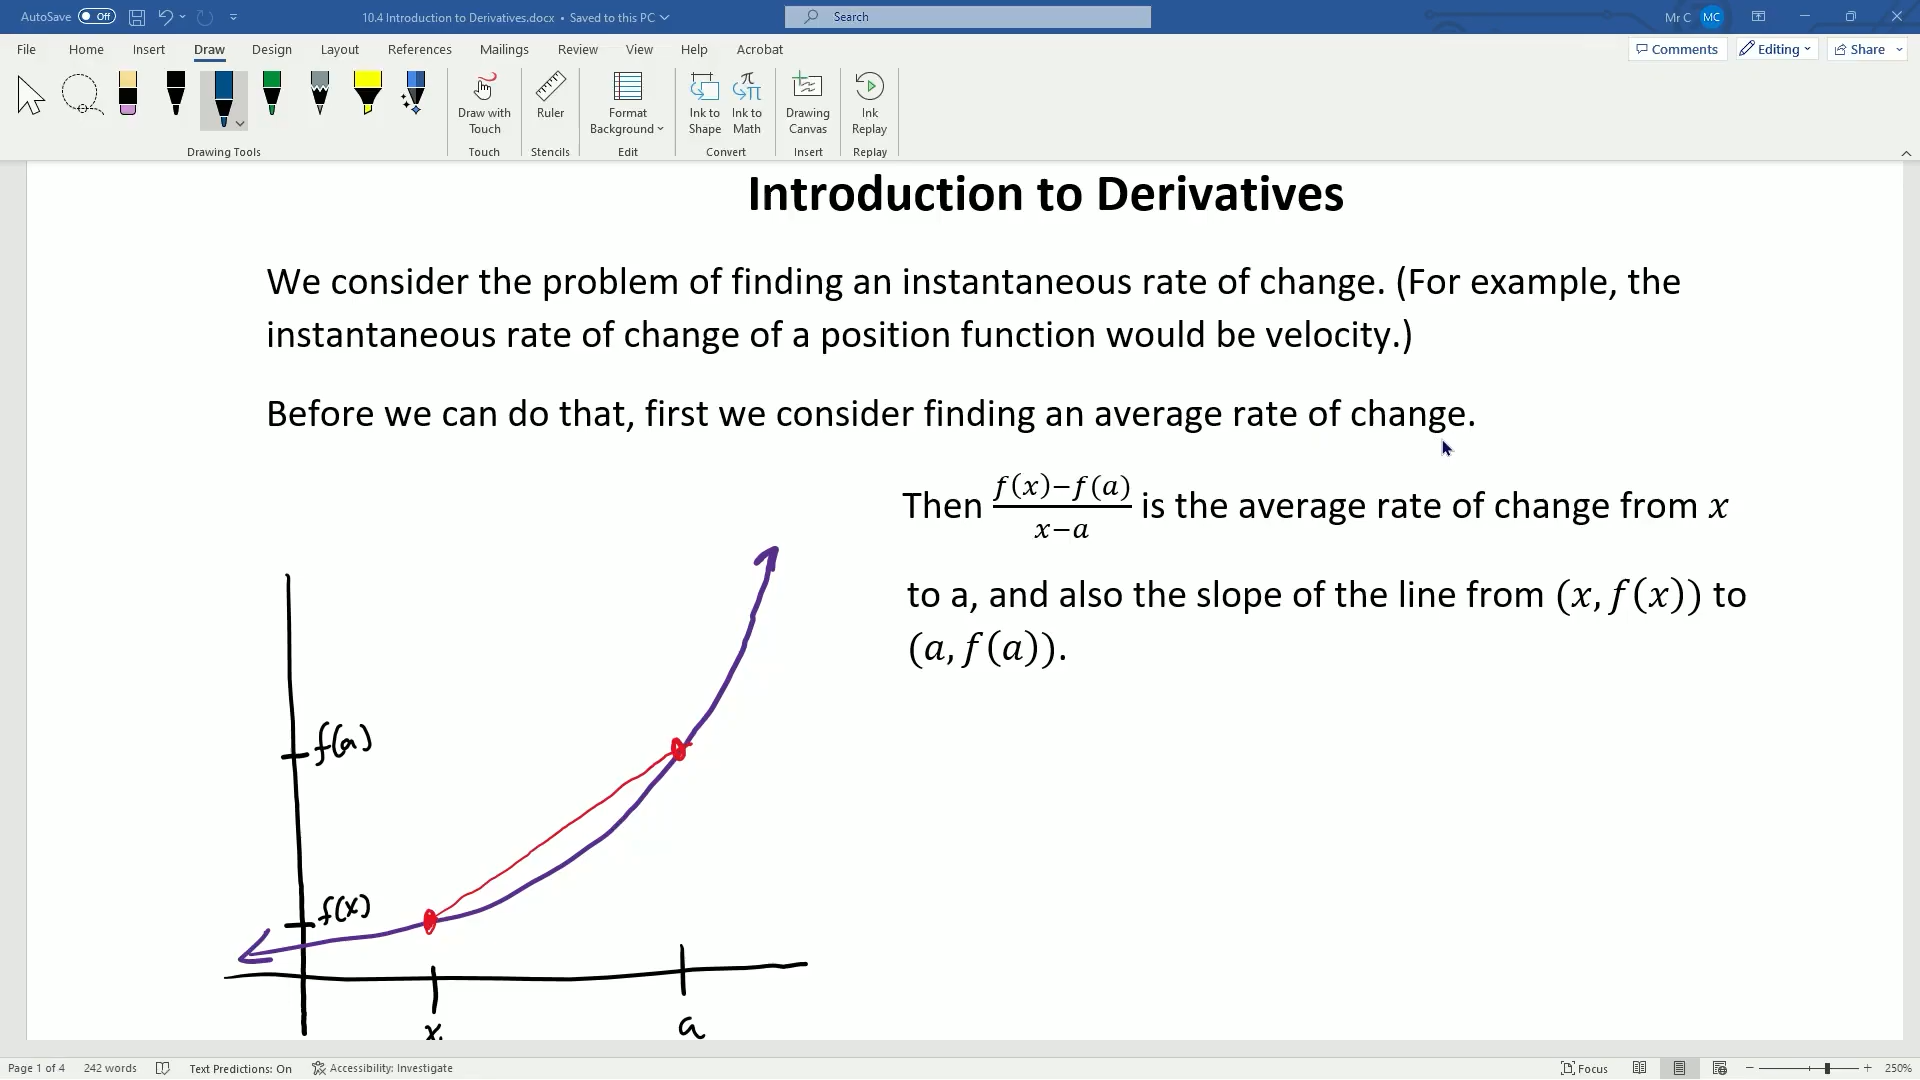 AutoSave Off 10.4 Introduction to Derivatives.docx • Saved to this PC Search Mr C MC
File Home Insert Draw Design Layout References Mailings Review View Help Acrobat Comments Editing Share
Draw with Touch
Ruler
Format Background
Ink to Shape
Ink to Math
Drawing Canvas
Ink Replay
Drawing Tools Touch Stencils Edit Convert Insert Replay
Introduction to Derivatives
We consider the problem of finding an instantaneous rate of change. (For example, the
instantaneous rate of change of a position function would be velocity.)
Before we can do that, first we consider finding an average rate of change.
Then \frac{f(x)-f(a)}{x-a} is the average rate of change from x
to a, and also the slope of the line from (x, f(x)) to
(a, f(a)).
f(a)
f(x)
x
a
Page 1 of 4 242 words Text Predictions: On Accessibility: Investigate Focus 250%